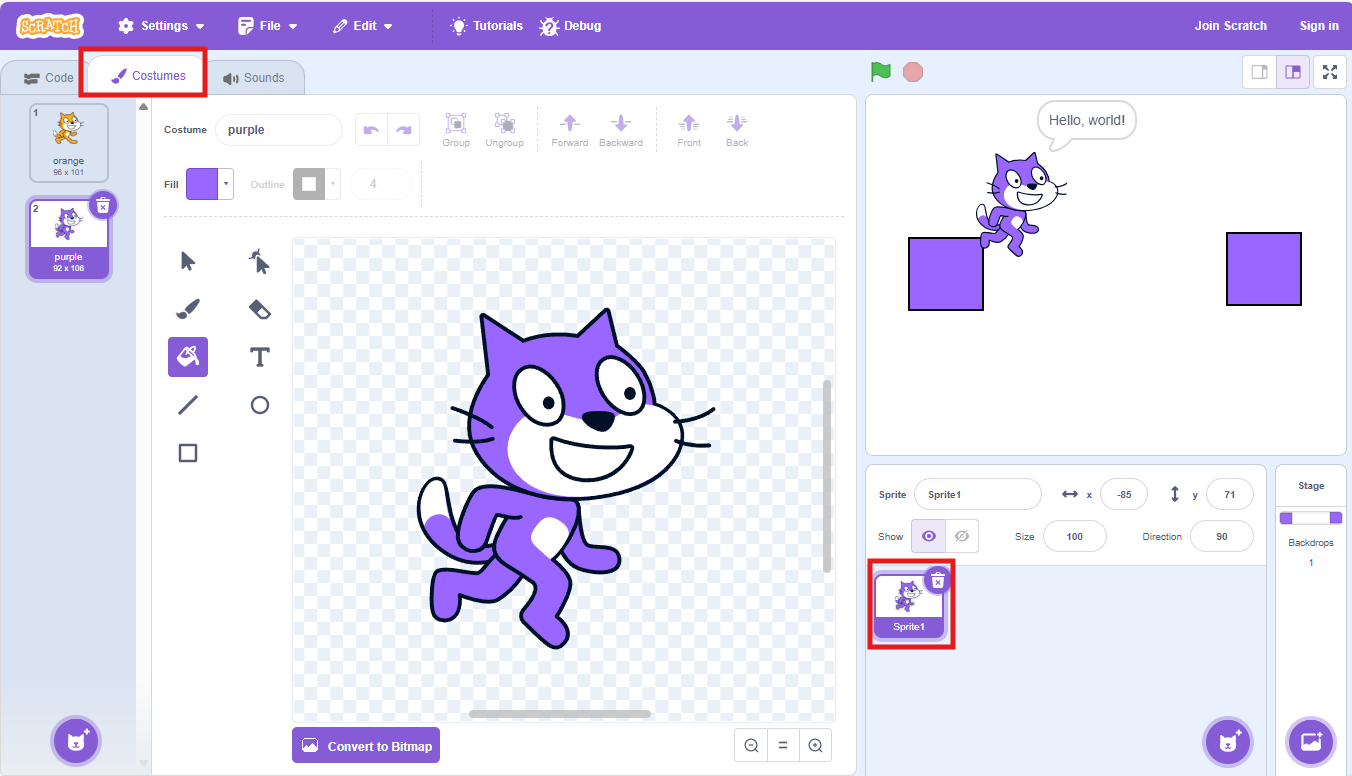 SCRATCH Settings File Edit Tutorials Debug Join Scratch Sign in
Code Costumes Sounds
1
orange
96 x 101
2
purple
92 x 106
Costume purple
Group Ungroup Forward Backward Front Back
Fill Outline 4
T
Convert to Bitmap
Hello, world!
Sprite Sprite1 x -85 y 71
Show Size 100 Direction 90
Sprite1
Stage
Backdrops
1